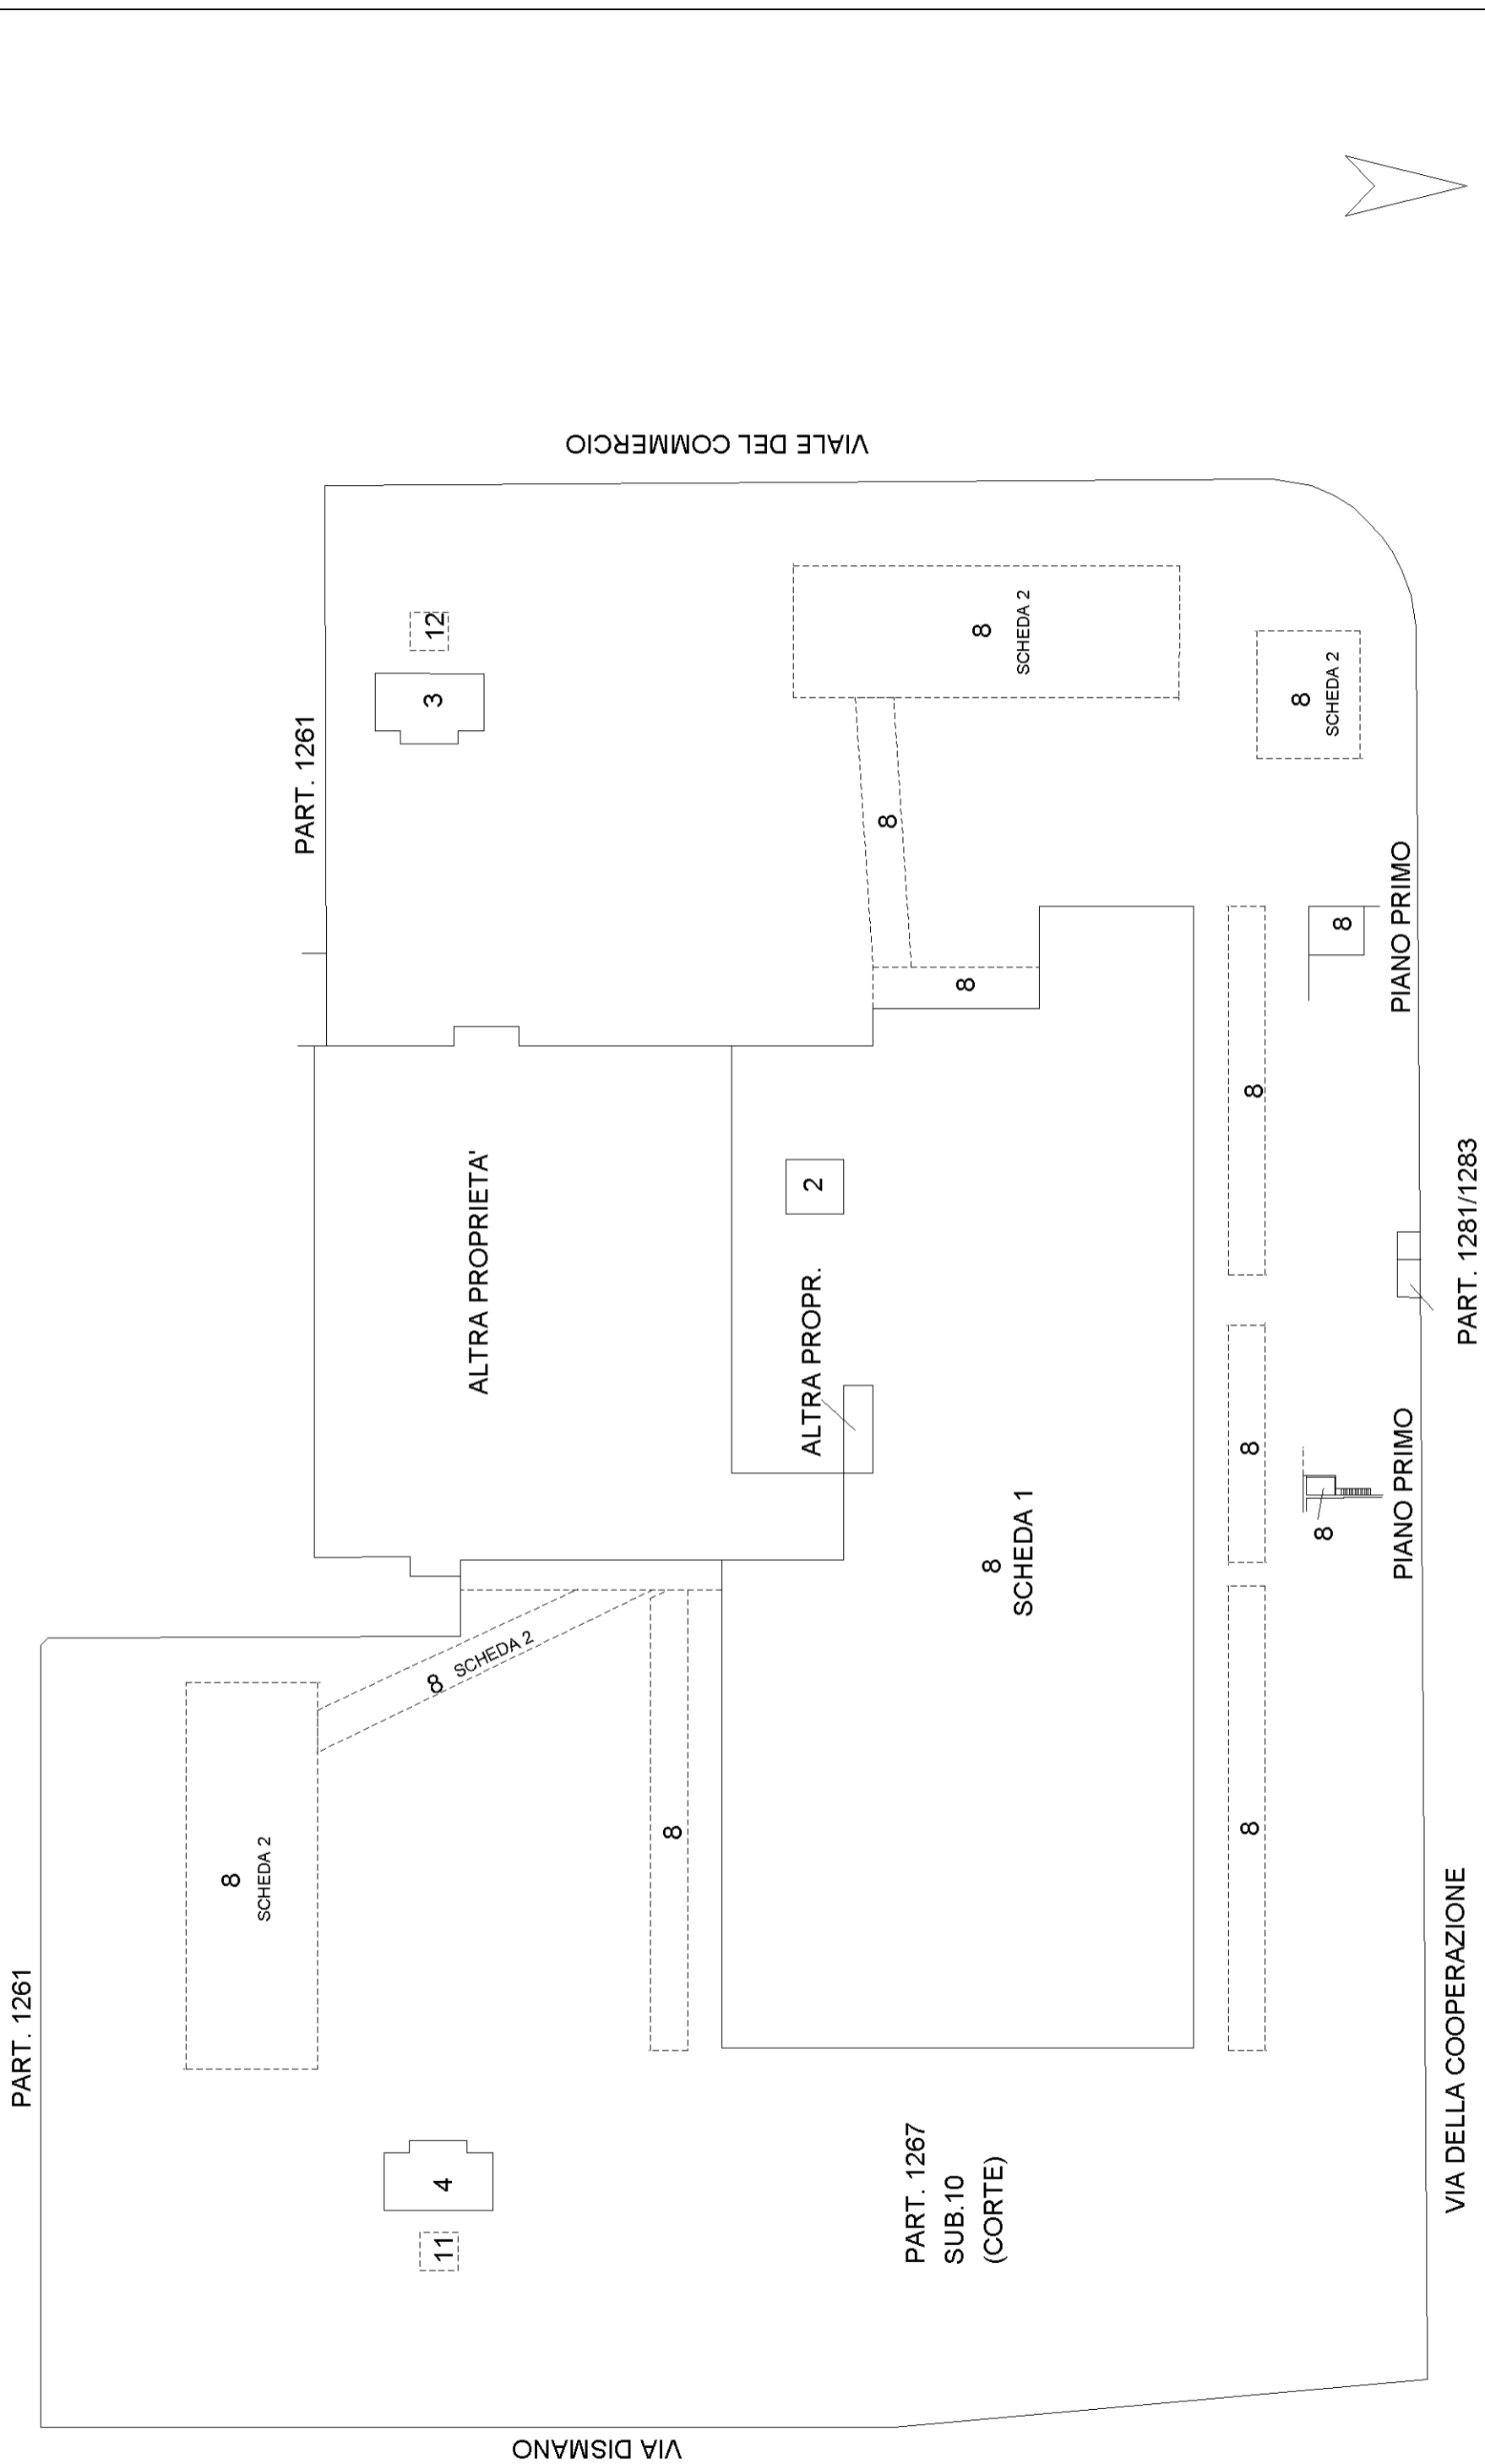 PART. 1261
8
SCHEDA 2
4
11
VIA DISMANO
8 SCHEDA 2
8
PART. 1261
3
12
VIALE DEL COMMERCIO
ALTRA PROPRIETA'
ALTRA PROPR.
2
8
SCHEDA 1
8
8
8
SCHEDA 2
8
SCHEDA 2
PART. 1267
SUB.10
(CORTE)
8
8
8
8
PIANO PRIMO
8
PIANO PRIMO
VIA DELLA COOPERAZIONE
PART. 1281/1283